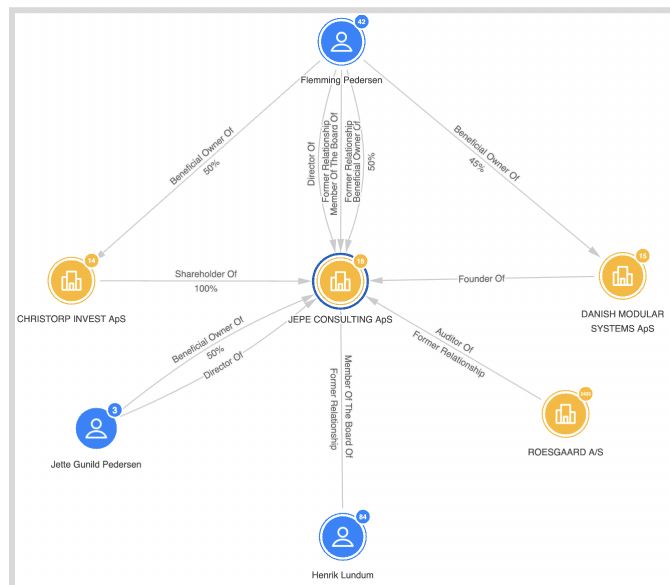 42
Flemming Pedersen
Beneficial Owner Of
50%
Director Of
Former Relationship
Member Of The Board Of
Former Relationship
Beneficial Owner Of
50%
Beneficial Owner Of
45%
14
CHRISTORP INVEST ApS
Shareholder Of
100%
15
JEPE CONSULTING ApS
Founder Of
15
DANISH MODULAR
SYSTEMS ApS
Beneficial Owner Of
50%
Director Of
3
Jette Gunild Pedersen
Member Of The Board Of
Former Relationship
Auditor Of
Former Relationship
ROESGAARD A/S
84
Henrik Lundum